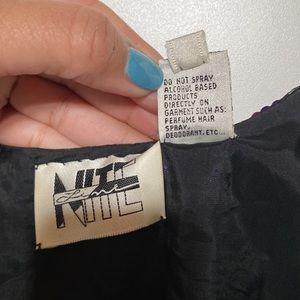 DO NOT SPRAY
ALCOHOL BASED
PRODUCTS
DIRECTLY ON
GARMENT SUCH AS:
PERFUME HAIR
SPRAY,
DEODORANT, ETC...
NITE
Line